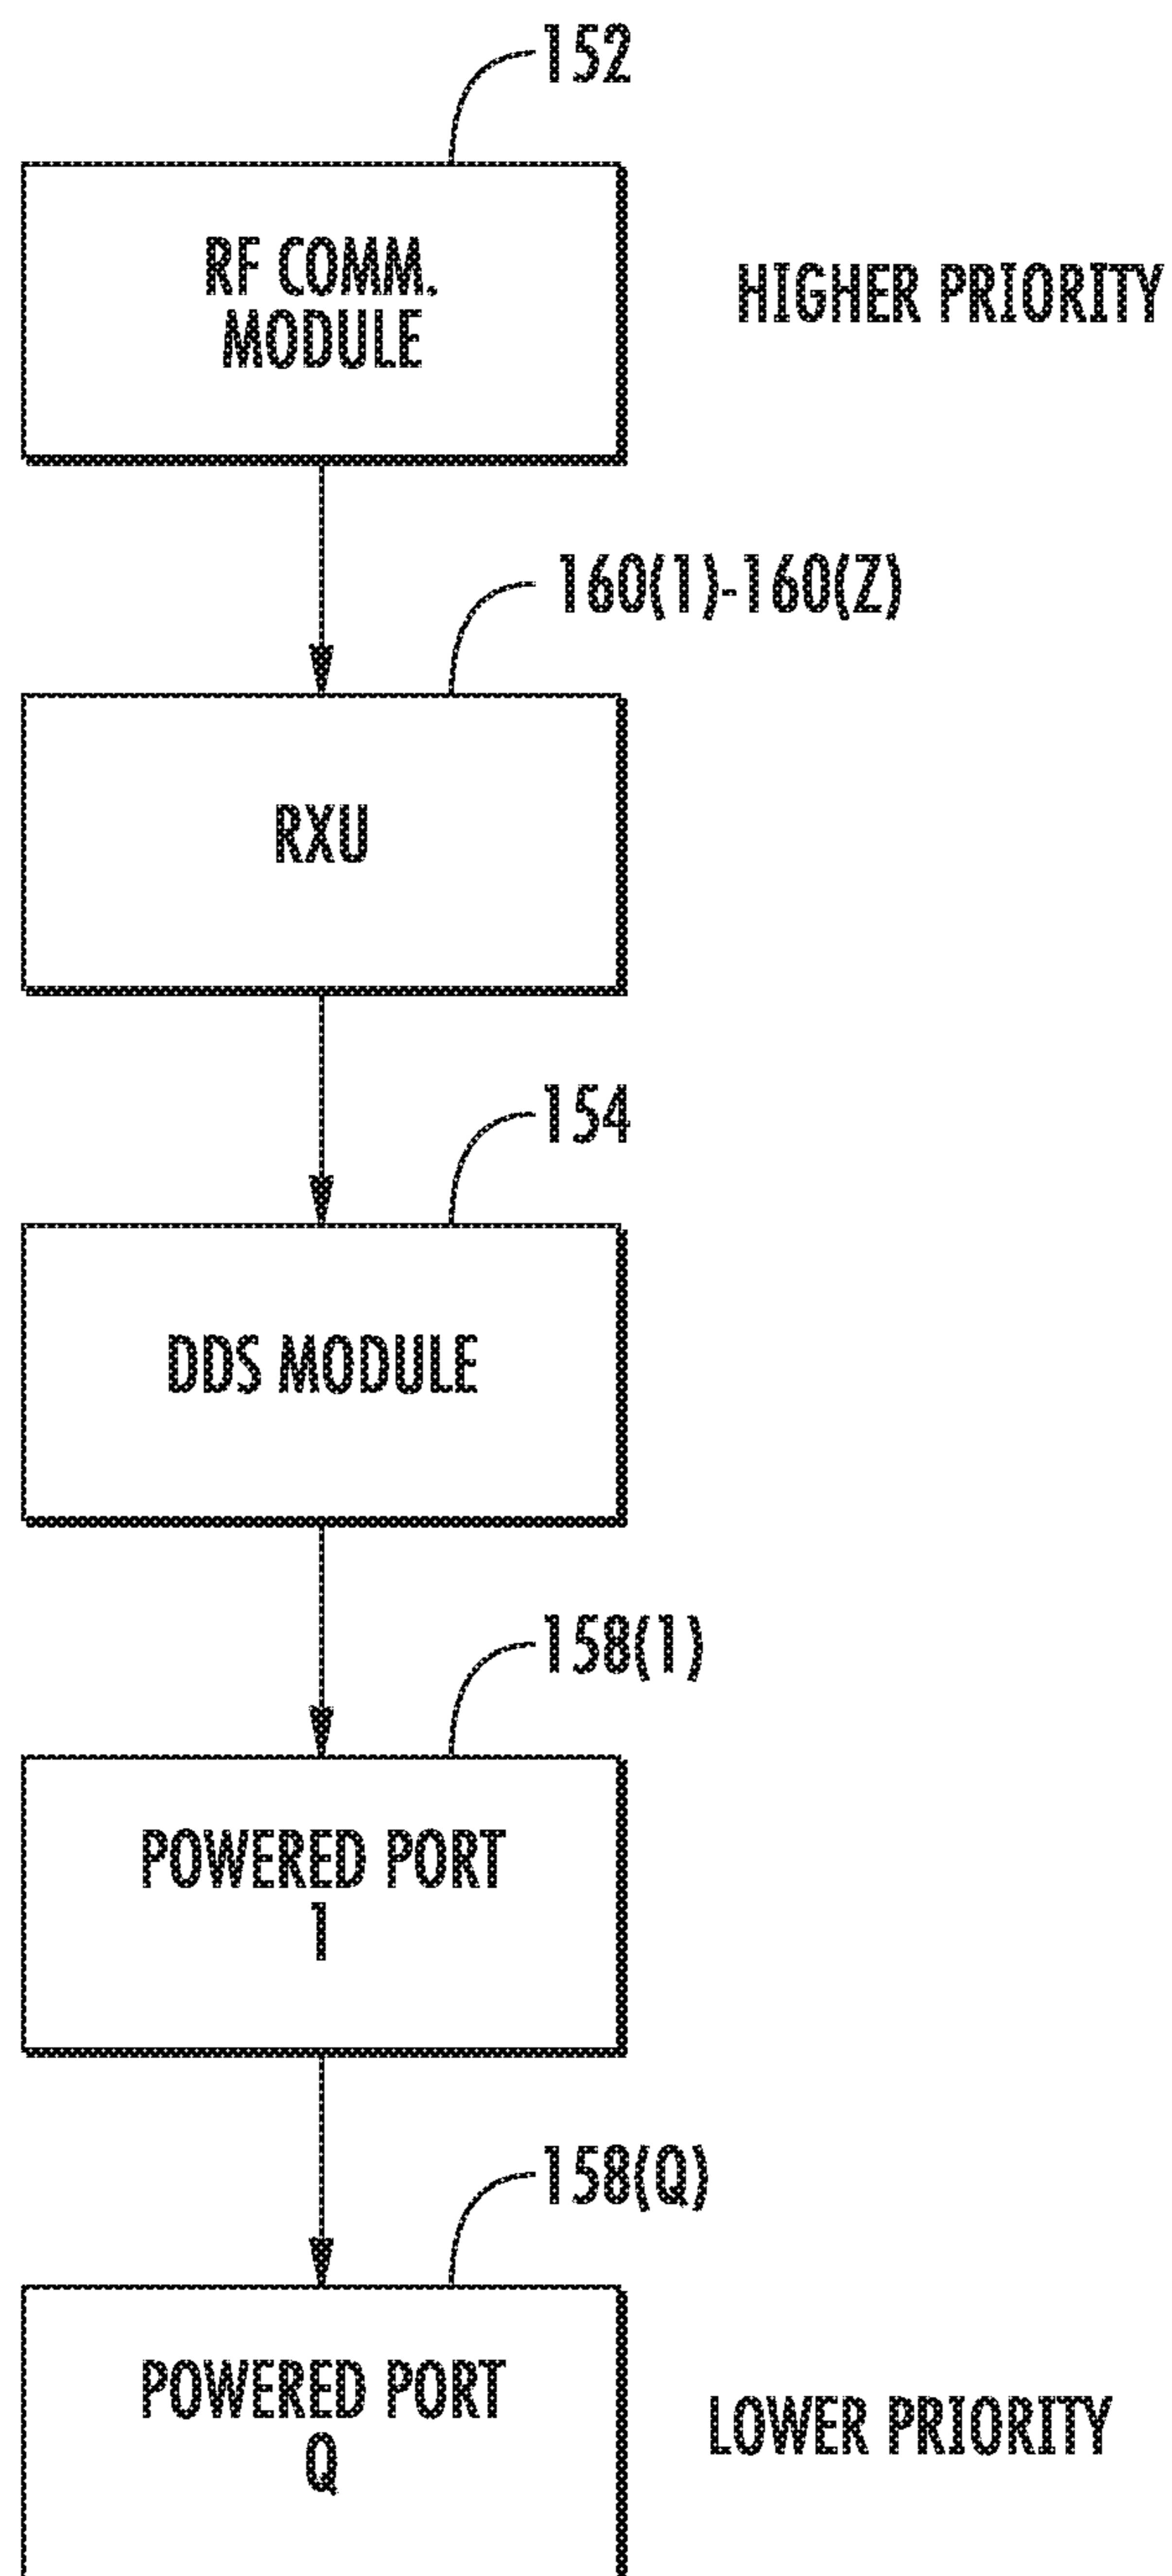 152
RF COMM.
MODULE
HIGHER PRIORITY
160(1)-160(Z)
RXU
154
DDS MODULE
158(1)
POWERED PORT
1
158(Q)
POWERED PORT
Q
LOWER PRIORITY